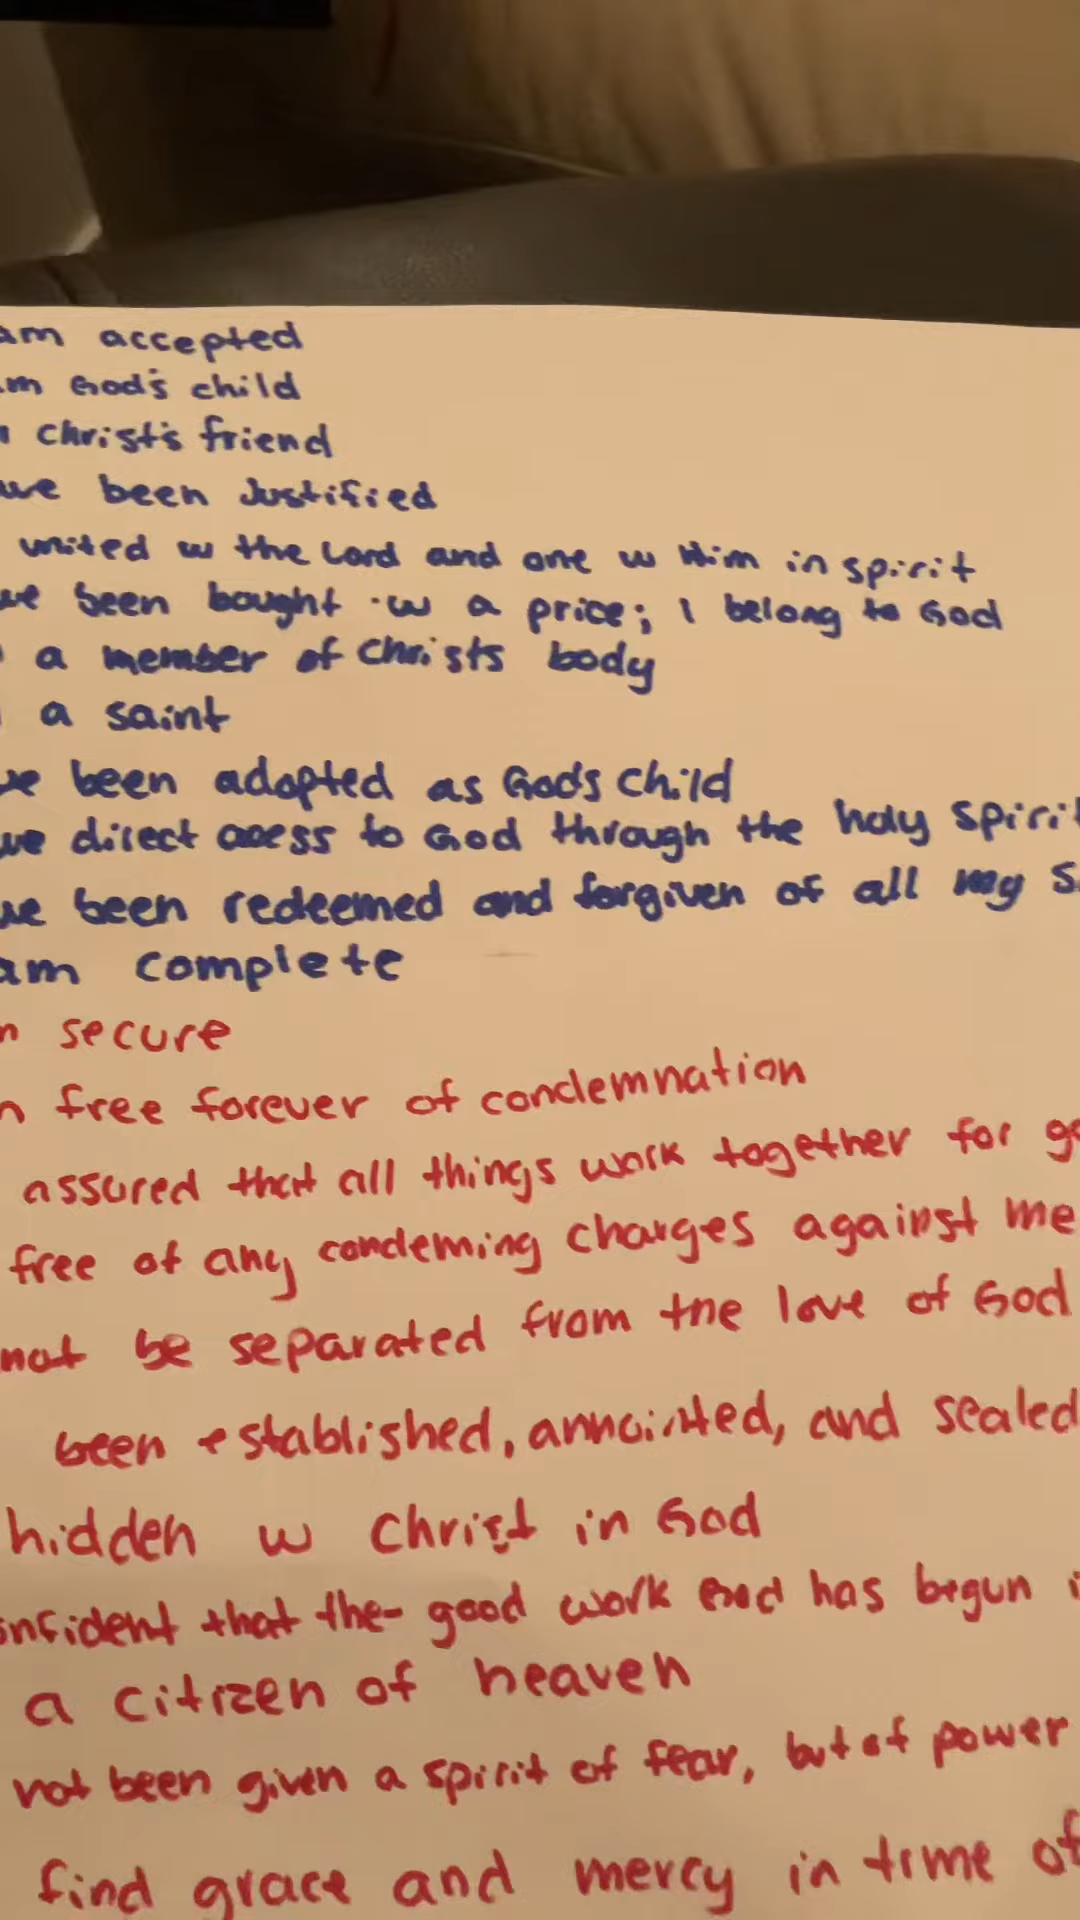 am accepted
m God's child
Christ's friend
ve been Justified
united w the Lord and one w Him in spirit
ve been bought w a price; I belong to God
a member of Christs body
a saint
ve been adopted as God's child
ve direct acess to God through the holy spirit
ve been redeemed and forgiven of all my s
am complete
secure
free forever of condemnation
assured that all things work together for go
free of any condeming charges against me
not be separated from the love of God
been established, annointed, and sealed
hidden w Christ in God
onfident that the good work God has begun i
a citizen of heaven
not been given a spirit of fear, but of power
find grace and mercy in time of